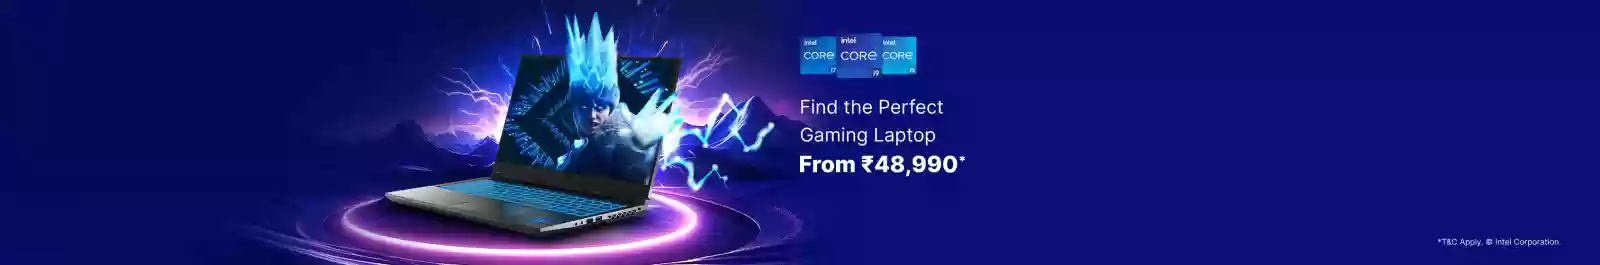 intel
CORE
i7
intel
CORE
i9
intel
CORE
i5
Find the Perfect
Gaming Laptop
From ₹48,990*
*T&C Apply. © Intel Corporation.